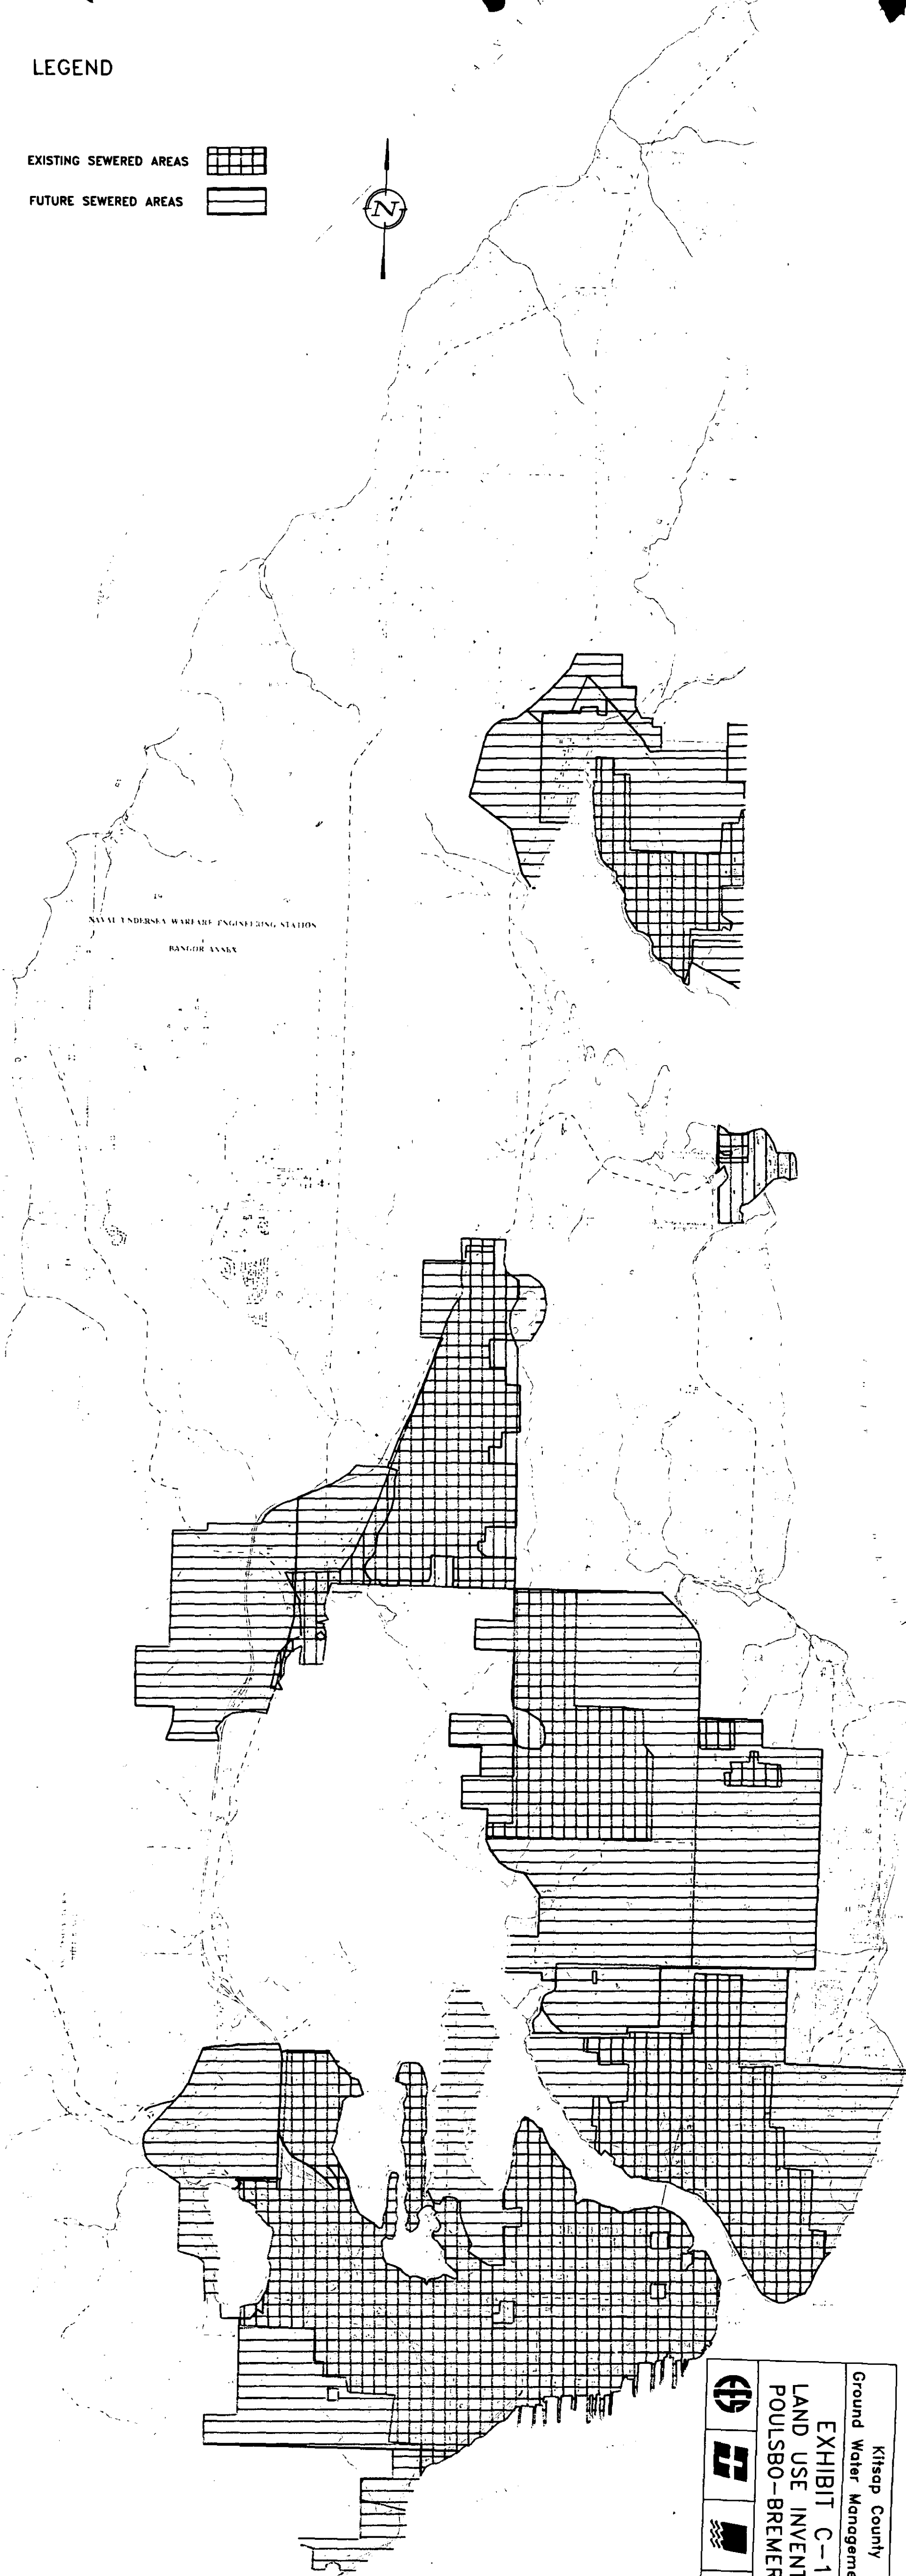 LEGEND
EXISTING SEWERED AREAS
FUTURE SEWERED AREAS
N
NAVAL UNDERSEA WARFARE ENGINEERING STATION
BANGOR ANNEX
Kitsap County
Ground Water Manageme
EXHIBIT C-1
LAND USE INVENT
POULSBO-BREMER
EES